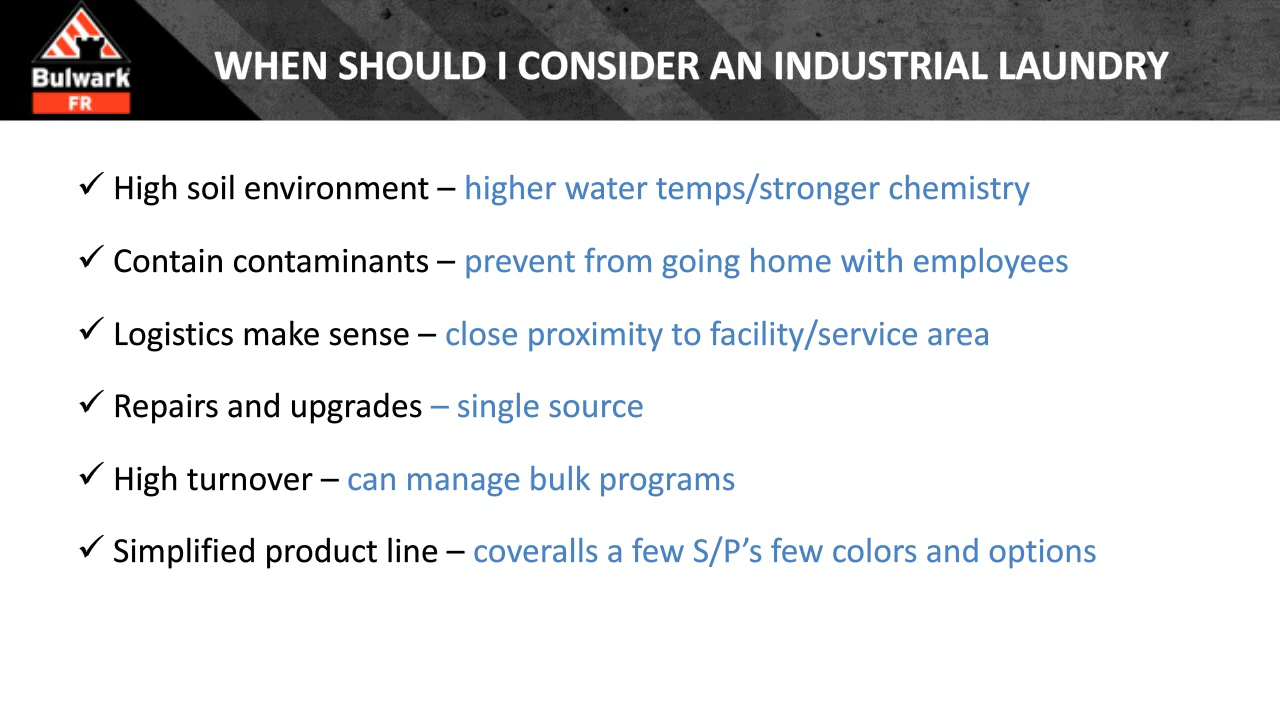 Bulwark
FR
WHEN SHOULD I CONSIDER AN INDUSTRIAL LAUNDRY
✓ High soil environment – higher water temps/stronger chemistry
✓ Contain contaminants – prevent from going home with employees
✓ Logistics make sense – close proximity to facility/service area
✓ Repairs and upgrades – single source
✓ High turnover – can manage bulk programs
✓ Simplified product line – coveralls a few S/P’s few colors and options